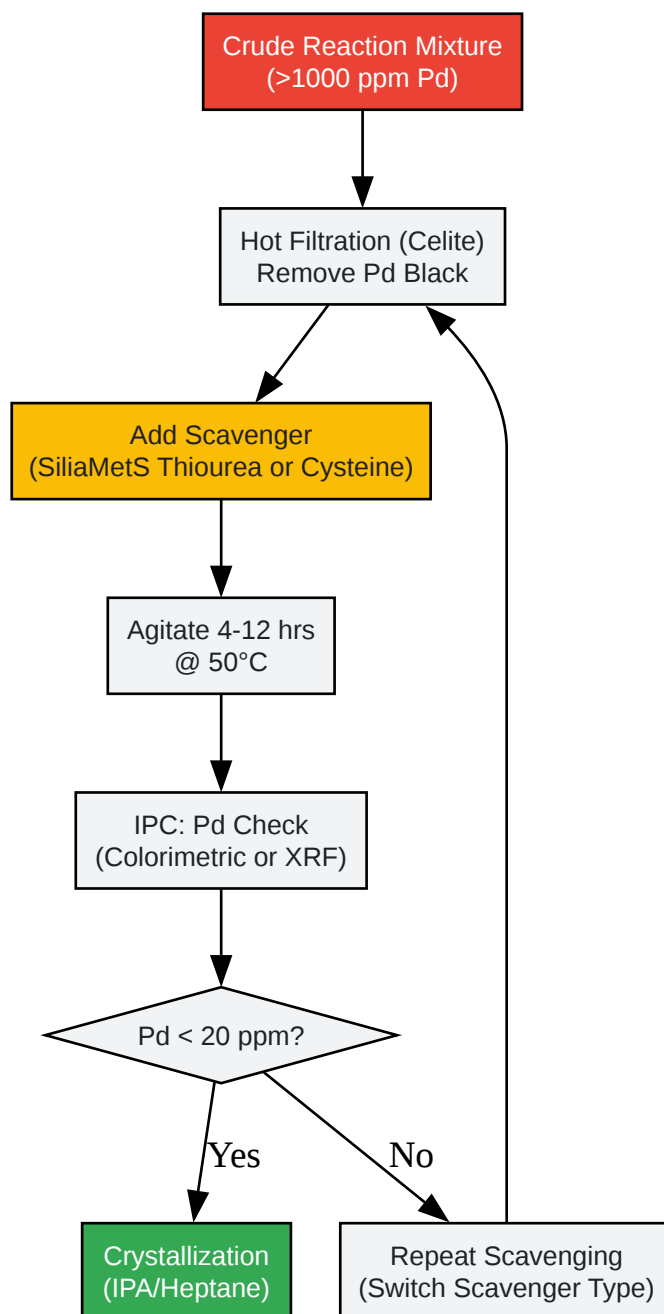 Crude Reaction Mixture
(>1000 ppm Pd)
Hot Filtration (Celite)
Remove Pd Black
Add Scavenger
(SiliaMetS Thiourea or Cysteine)
Agitate 4-12 hrs
@ 50°C
IPC: Pd Check
(Colorimetric or XRF)
Pd < 20 ppm?
Yes
No
Crystallization
(IPA/Heptane)
Repeat Scavenging
(Switch Scavenger Type)